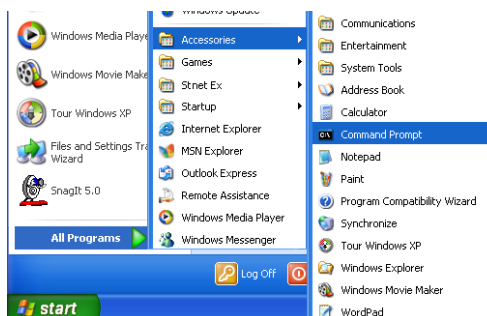 Windows Media Playe
Windows Movie Make
Tour Windows XP
Files and Settings Tra
Wizard
SnagIt 5.0
All Programs
Windows Update
Accessories
Games
Stnet Ex
Startup
Internet Explorer
MSN Explorer
Outlook Express
Remote Assistance
Windows Media Player
Windows Messenger
Log Off
start
Communications
Entertainment
System Tools
Address Book
Calculator
Command Prompt
Notepad
Paint
Program Compatibility Wizard
Synchronize
Tour Windows XP
Windows Explorer
Windows Movie Maker
WordPad